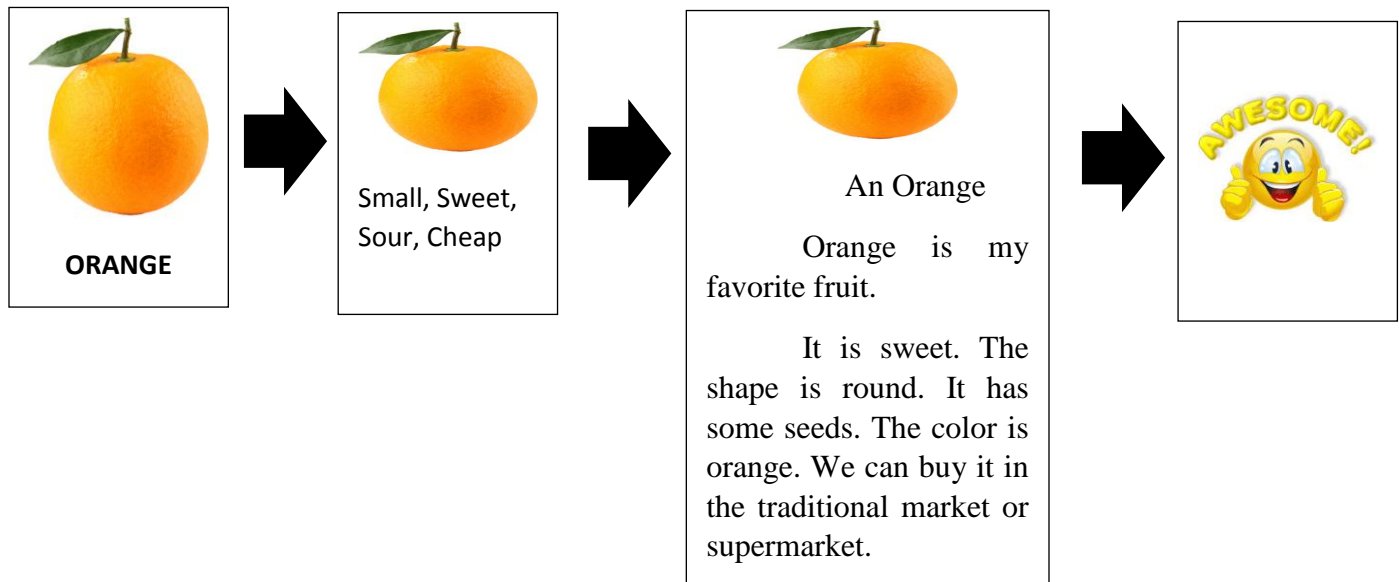 ORANGE
Small, Sweet,
Sour, Cheap
An Orange
Orange is my
favorite fruit.
It is sweet. The
shape is round. It has
some seeds. The color is
orange. We can buy it in
the traditional market or
supermarket.
AWESOME!